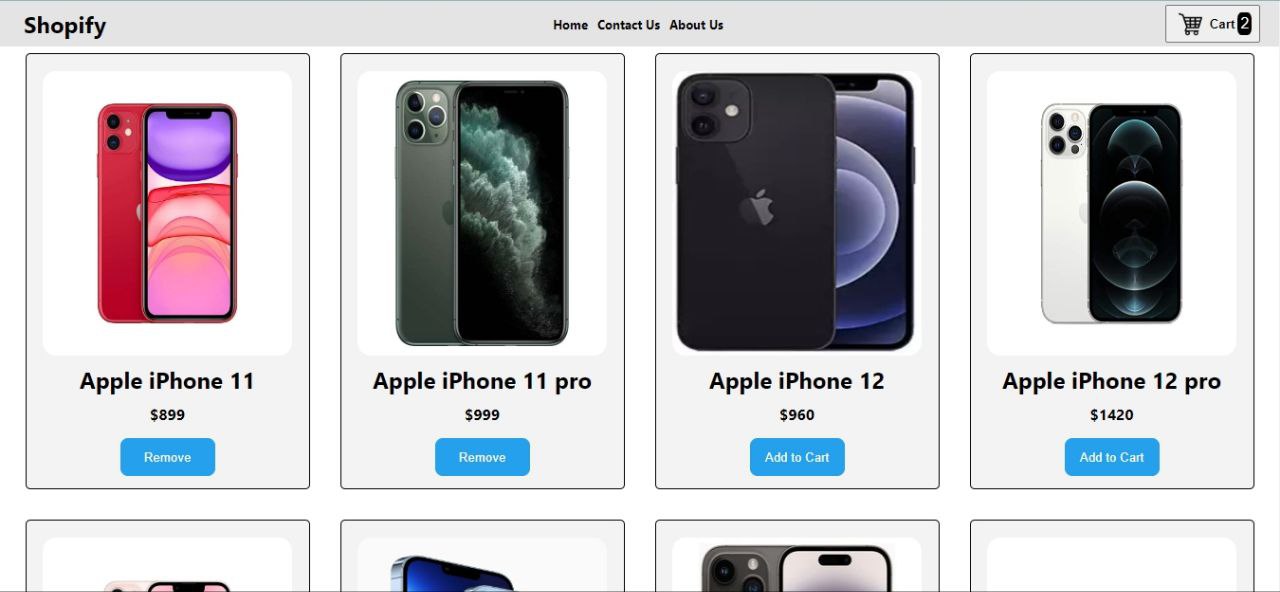 Shopify
Home Contact Us About Us
Cart 2
Apple iPhone 11
$899
Remove
Apple iPhone 11 pro
$999
Remove
Apple iPhone 12
$960
Add to Cart
Apple iPhone 12 pro
$1420
Add to Cart